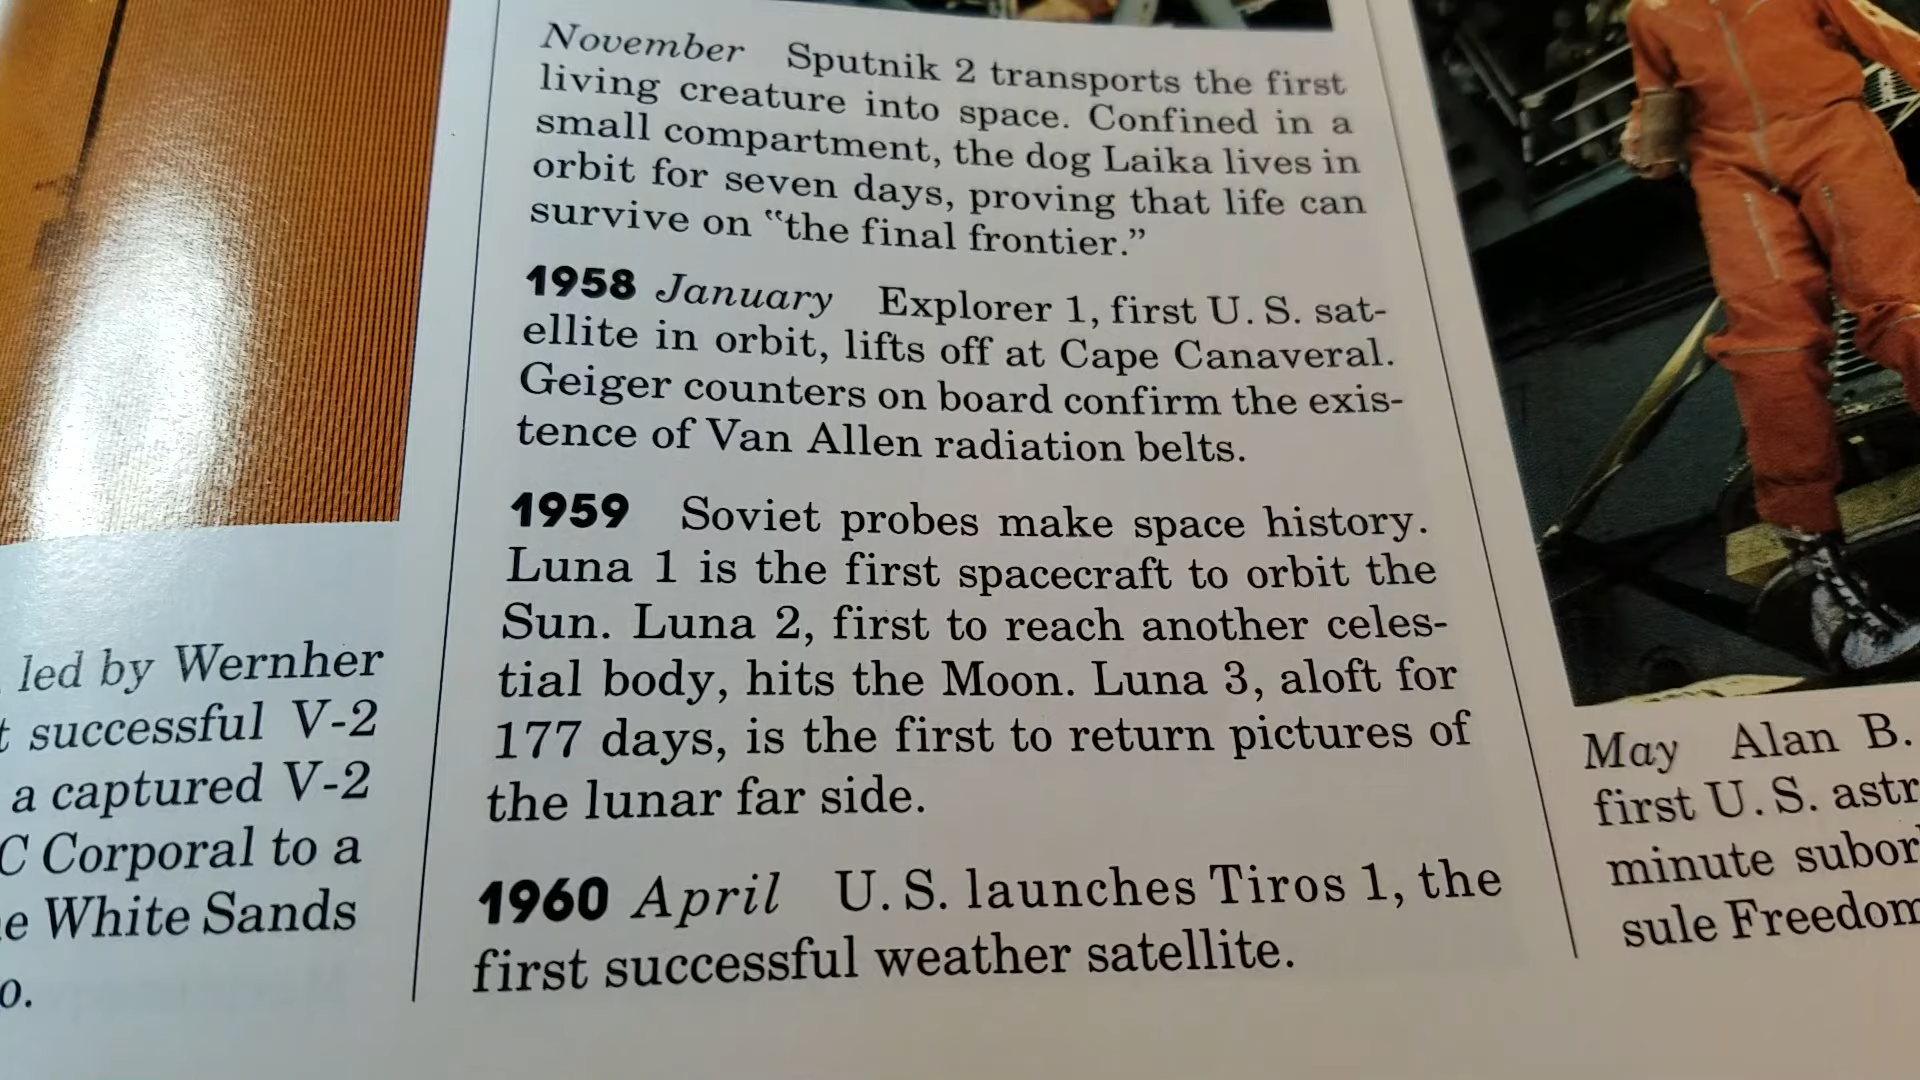 led by Wernher
successful V-2
a captured V-2
C Corporal to a
White Sands
November Sputnik 2 transports the first
living creature into space. Confined in a
small compartment, the dog Laika lives in
orbit for seven days, proving that life can
survive on “the final frontier.”
1958 January Explorer 1, first U. S. sat-
ellite in orbit, lifts off at Cape Canaveral.
Geiger counters on board confirm the exis-
tence of Van Allen radiation belts.
1959 Soviet probes make space history.
Luna 1 is the first spacecraft to orbit the
Sun. Luna 2, first to reach another celes-
tial body, hits the Moon. Luna 3, aloft for
177 days, is the first to return pictures of
the lunar far side.
1960 April U. S. launches Tiros 1, the
first successful weather satellite.
May Alan B.
first U. S. astr
minute subor
sule Freedom